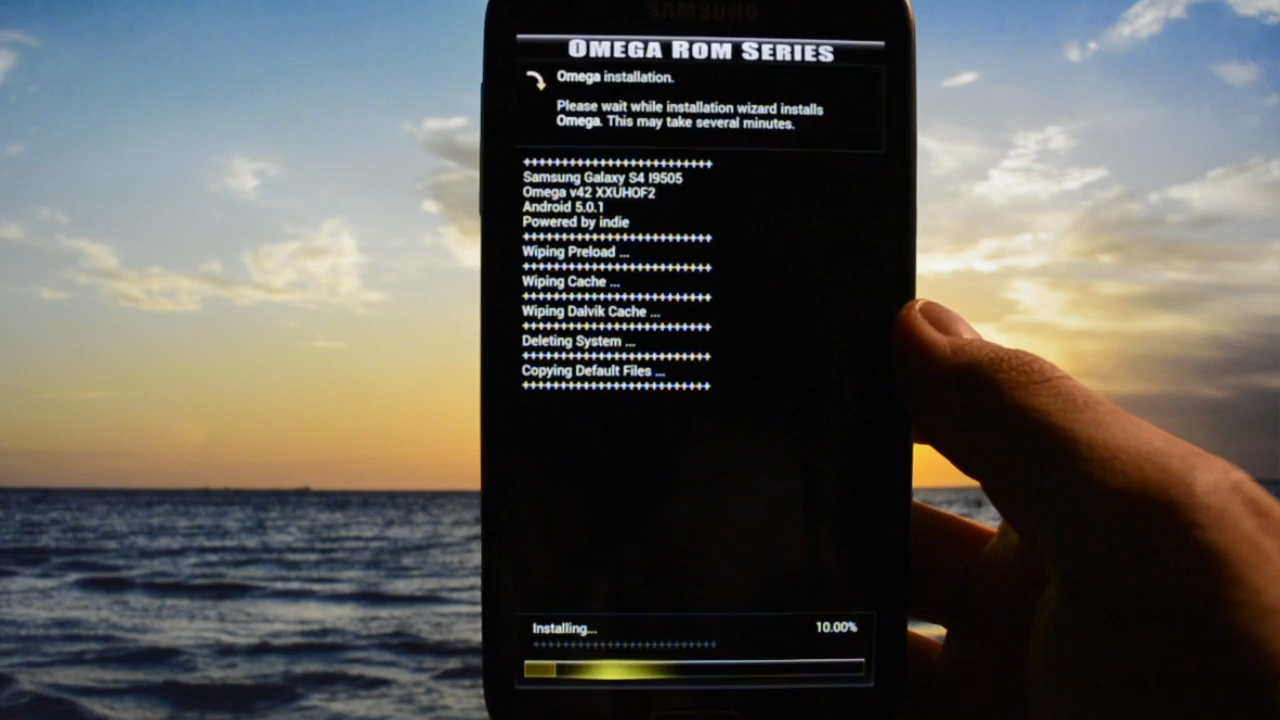 SAMSUNG
OMEGA ROM SERIES
Omega installation.
Please wait while installation wizard installs
Omega. This may take several minutes.
+++++++++++++++++++++++++
Samsung Galaxy S4 I9505
Omega v42 XXUHOF2
Android 5.0.1
Powered by indie
+++++++++++++++++++++++++
Wiping Preload ...
+++++++++++++++++++++++++
Wiping Cache ...
+++++++++++++++++++++++++
Wiping Dalvik Cache ...
+++++++++++++++++++++++++
Deleting System ...
+++++++++++++++++++++++++
Copying Default Files ...
+++++++++++++++++++++++++
Installing... 10.00%
+++++++++++++++++++++++++